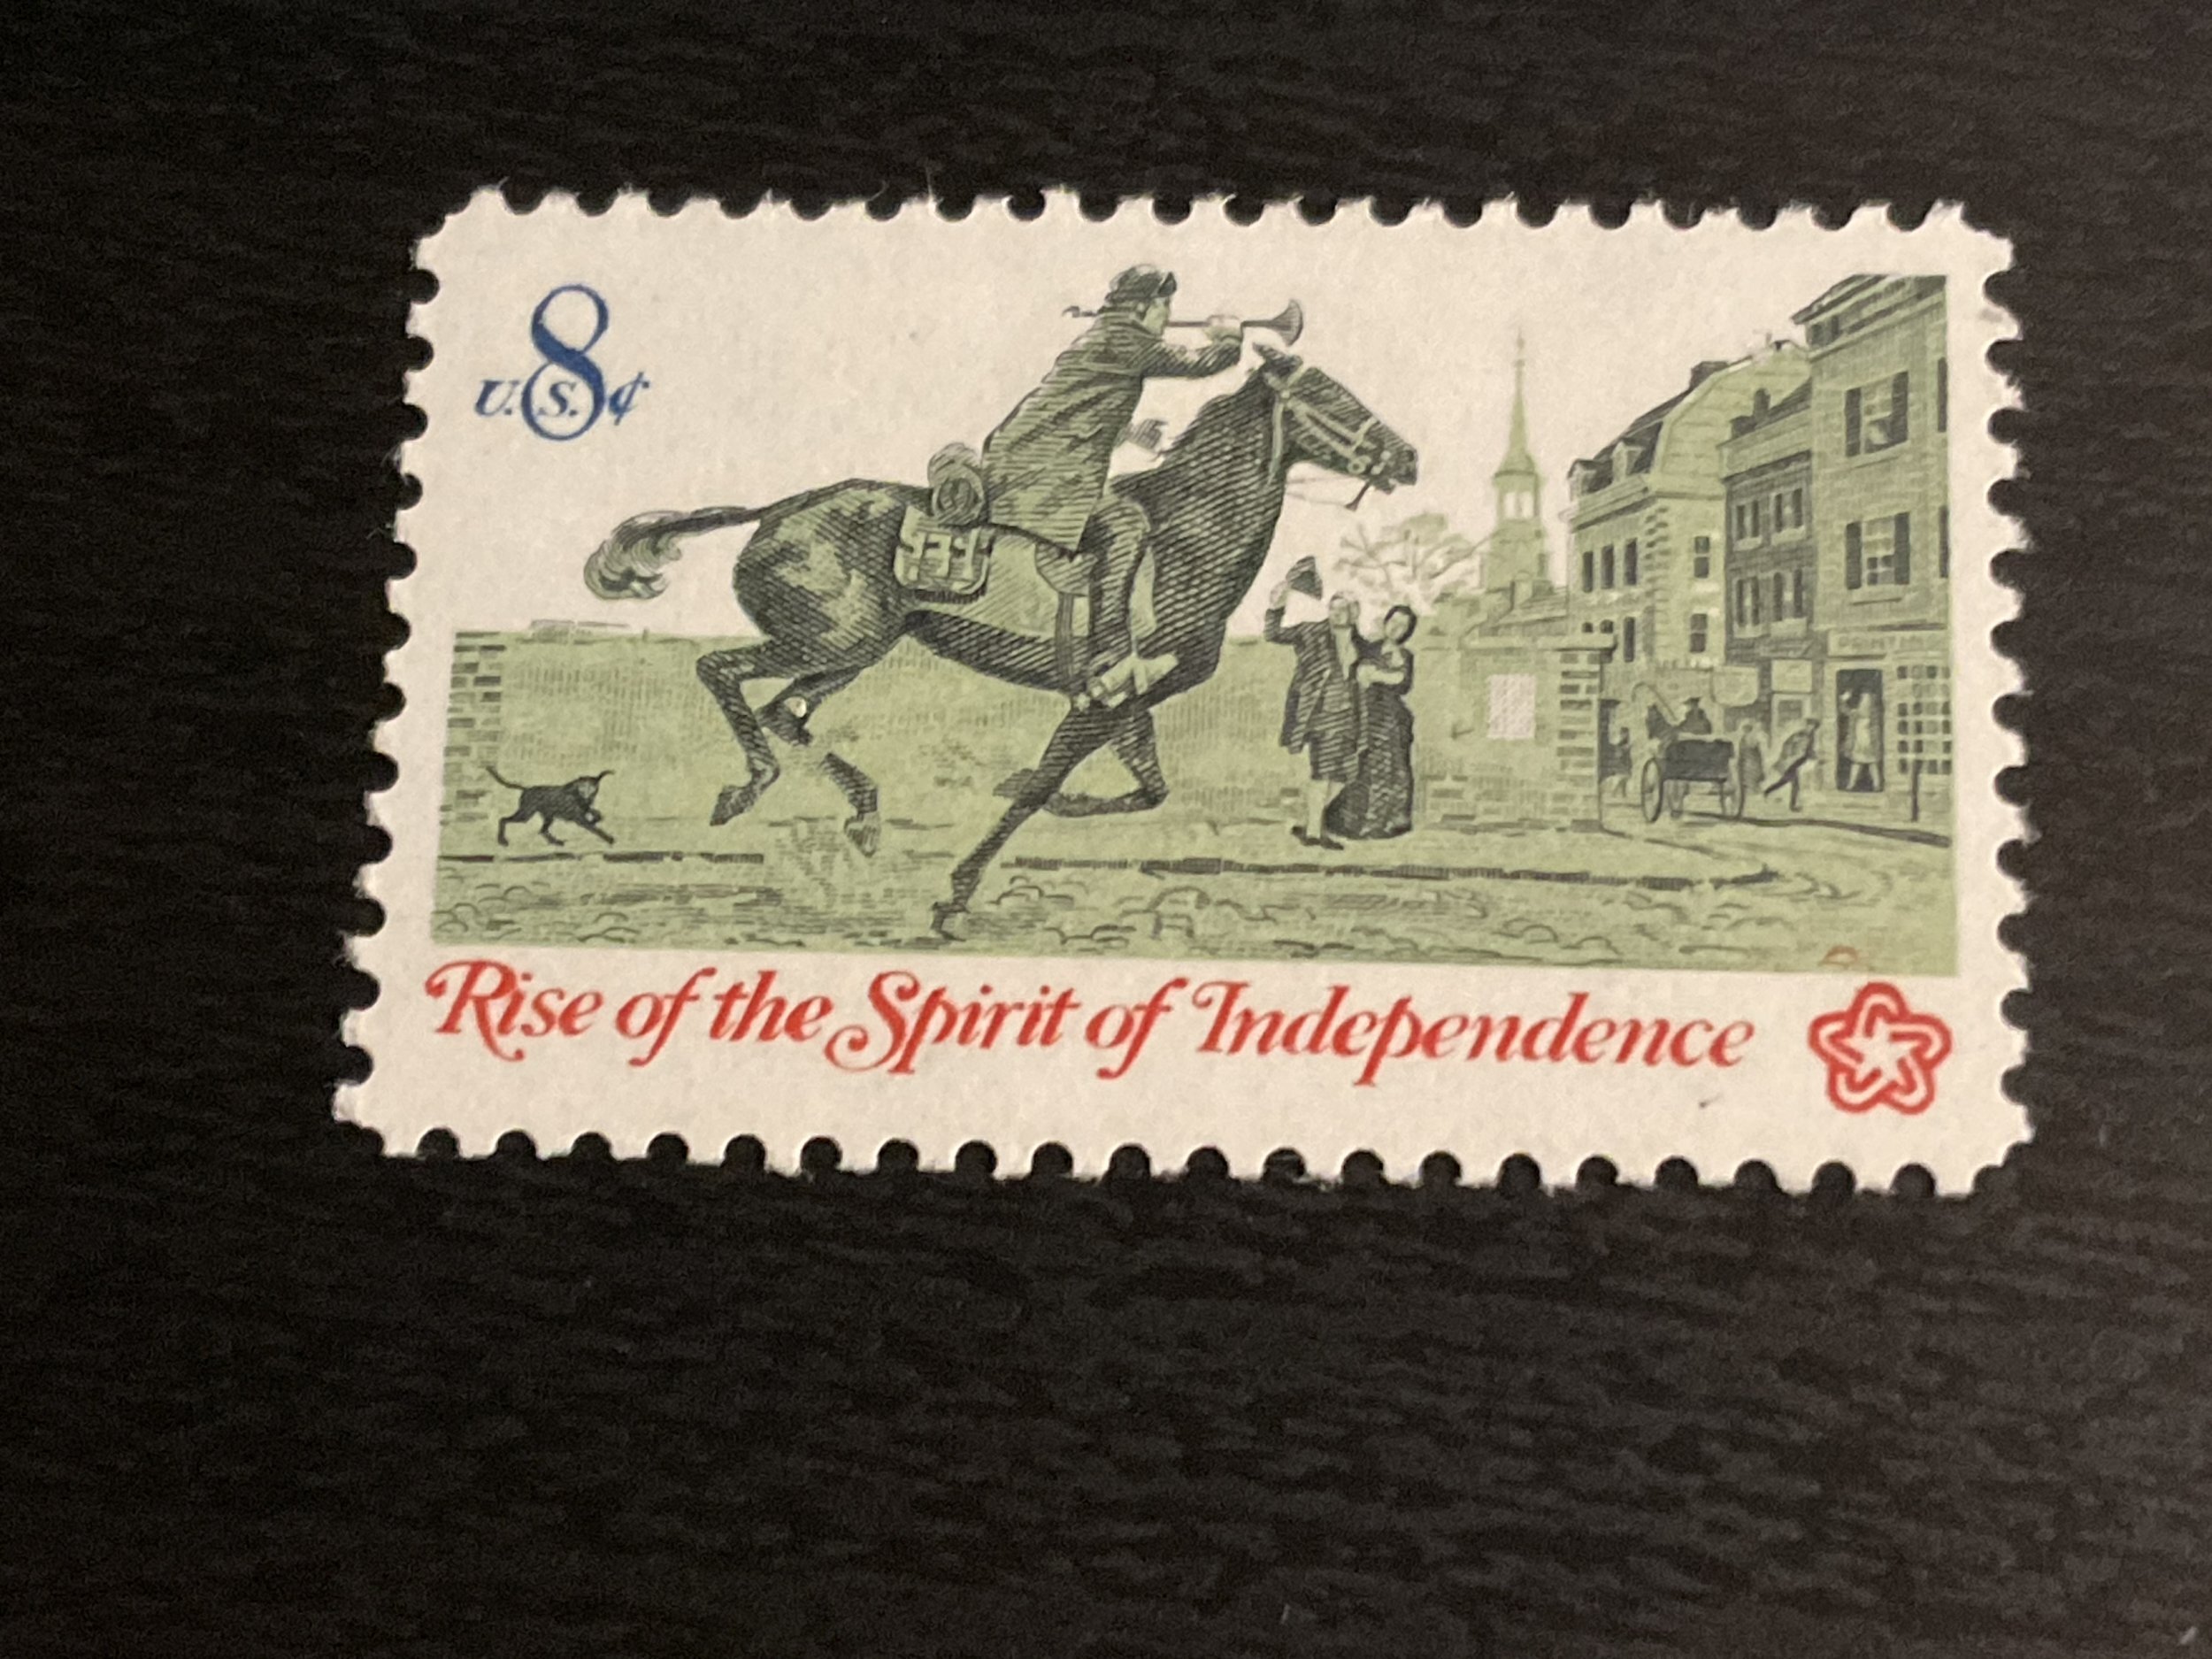 8
U.S. ¢
Rise of the Spirit of Independence